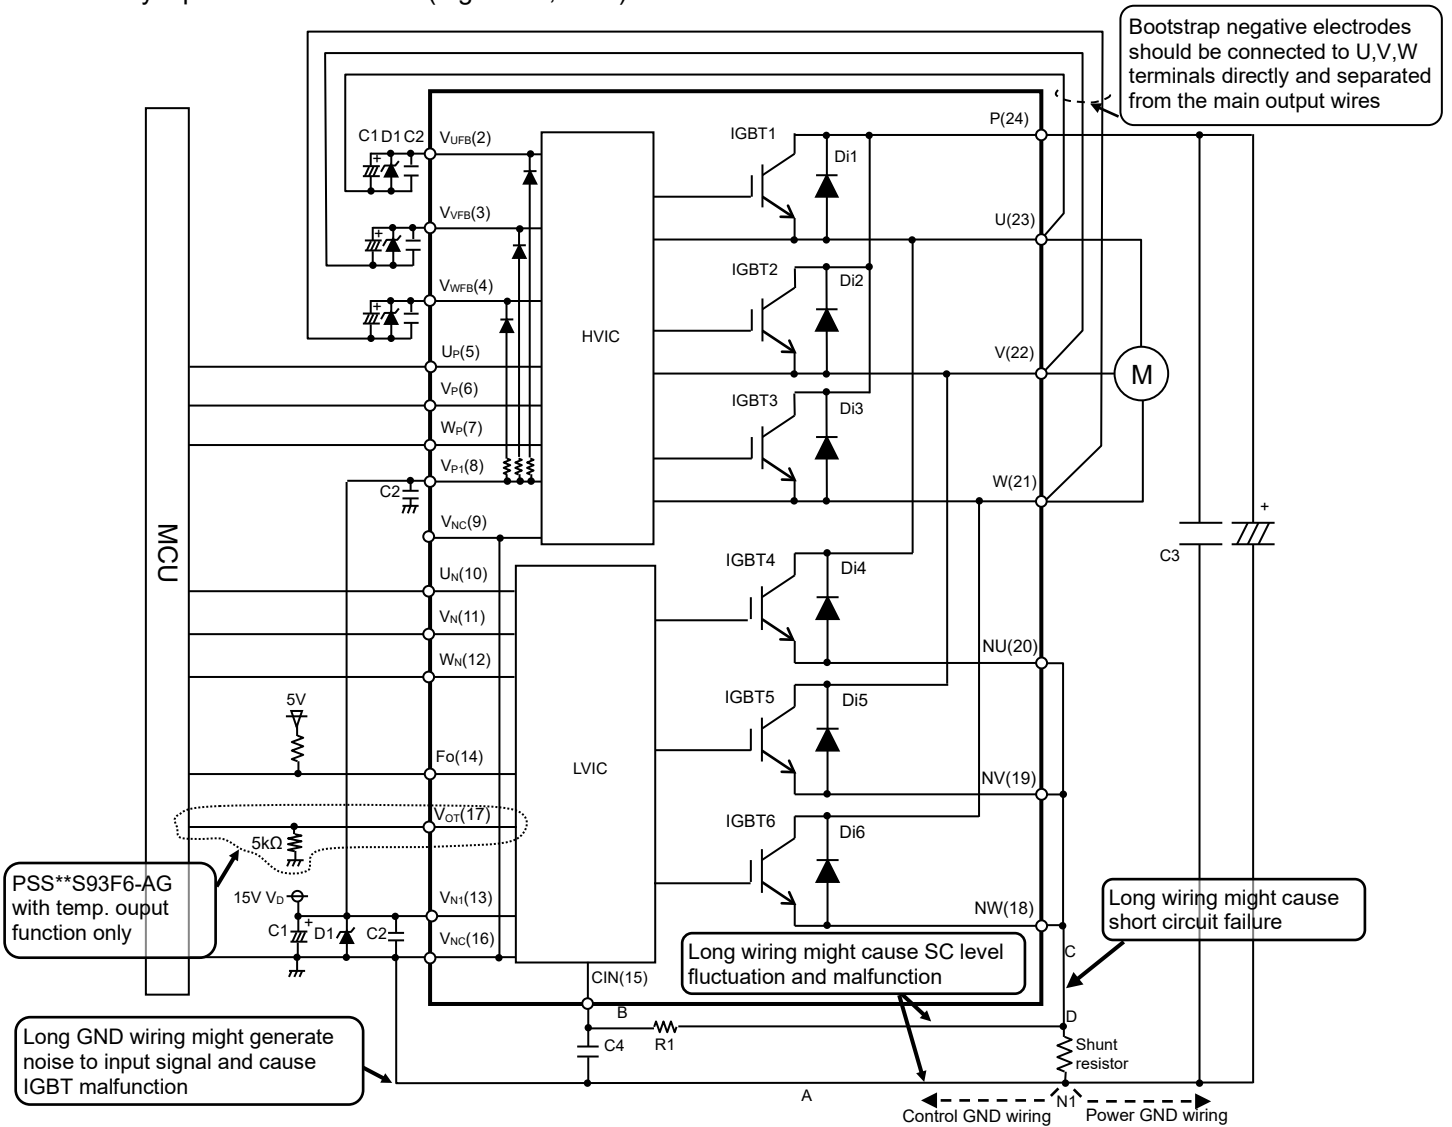 Bootstrap negative electrodes
should be connected to U,V,W
terminals directly and separated
from the main output wires
C1 D1 C2
VUFB(2)
IGBT1
Di1
P(24)
VVFB(3)
U(23)
IGBT2
Di2
VWFB(4)
HVIC
UP(5)
V(22)
M
VP(6)
IGBT3
Di3
WP(7)
VP1(8)
W(21)
C2
+
+
+
+
VNC(9)
C3
MCU
IGBT4
Di4
UN(10)
VN(11)
NU(20)
WN(12)
5V
IGBT5
Di5
Fo(14)
LVIC
NV(19)
VOT(17)
IGBT6
Di6
5kΩ
PSS**S93F6-AG
with temp. ouput
function only
15V VD
VN1(13)
NW(18)
Long wiring might cause
short circuit failure
C1
+
D1
C2
VNC(16)
Long wiring might cause SC level
fluctuation and malfunction
C
CIN(15)
B
D
Long GND wiring might generate
noise to input signal and cause
IGBT malfunction
C4
R1
Shunt
resistor
A
N1
Control GND wiring
Power GND wiring